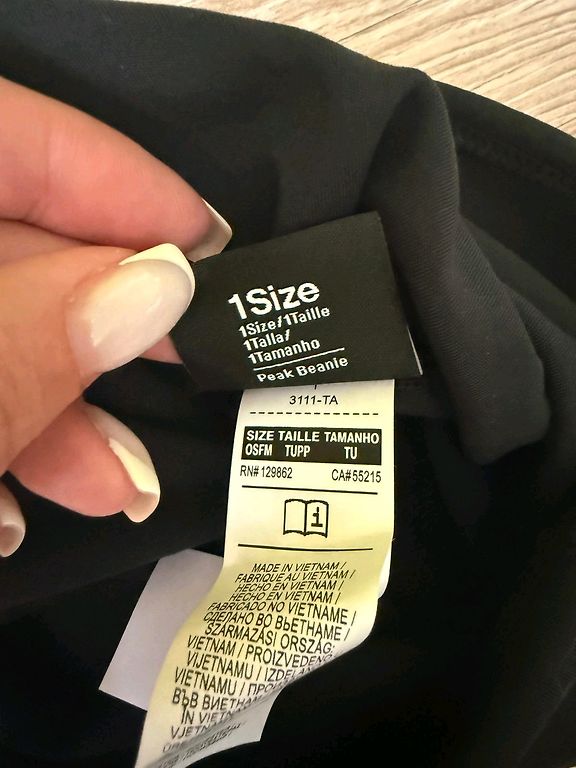 1Size
1Size/1Taille
1Talla/
1Tamanho
Peak Beanie
3111-TA
SIZE TAILLE TAMANHO
OSFM TUPP TU
RN# 129862 CA# 55215
i
MADE IN VIETNAM /
FABRIQUE AU VIETNAM /
HECHO EN VIETNAM /
HECHO EN VIETNAM /
FABRICADO NO VIETNAME /
СДЕЛАНО ВО ВЬЕТНАМЕ /
SZÁRMAZÁSI ORSZÁG:
VIETNAM / PROIZVEDENO
VIJETNAMU / IZDELANO
VIETNAMU /
ВЪВ ВИЕТНАМ
IN VIETNAM